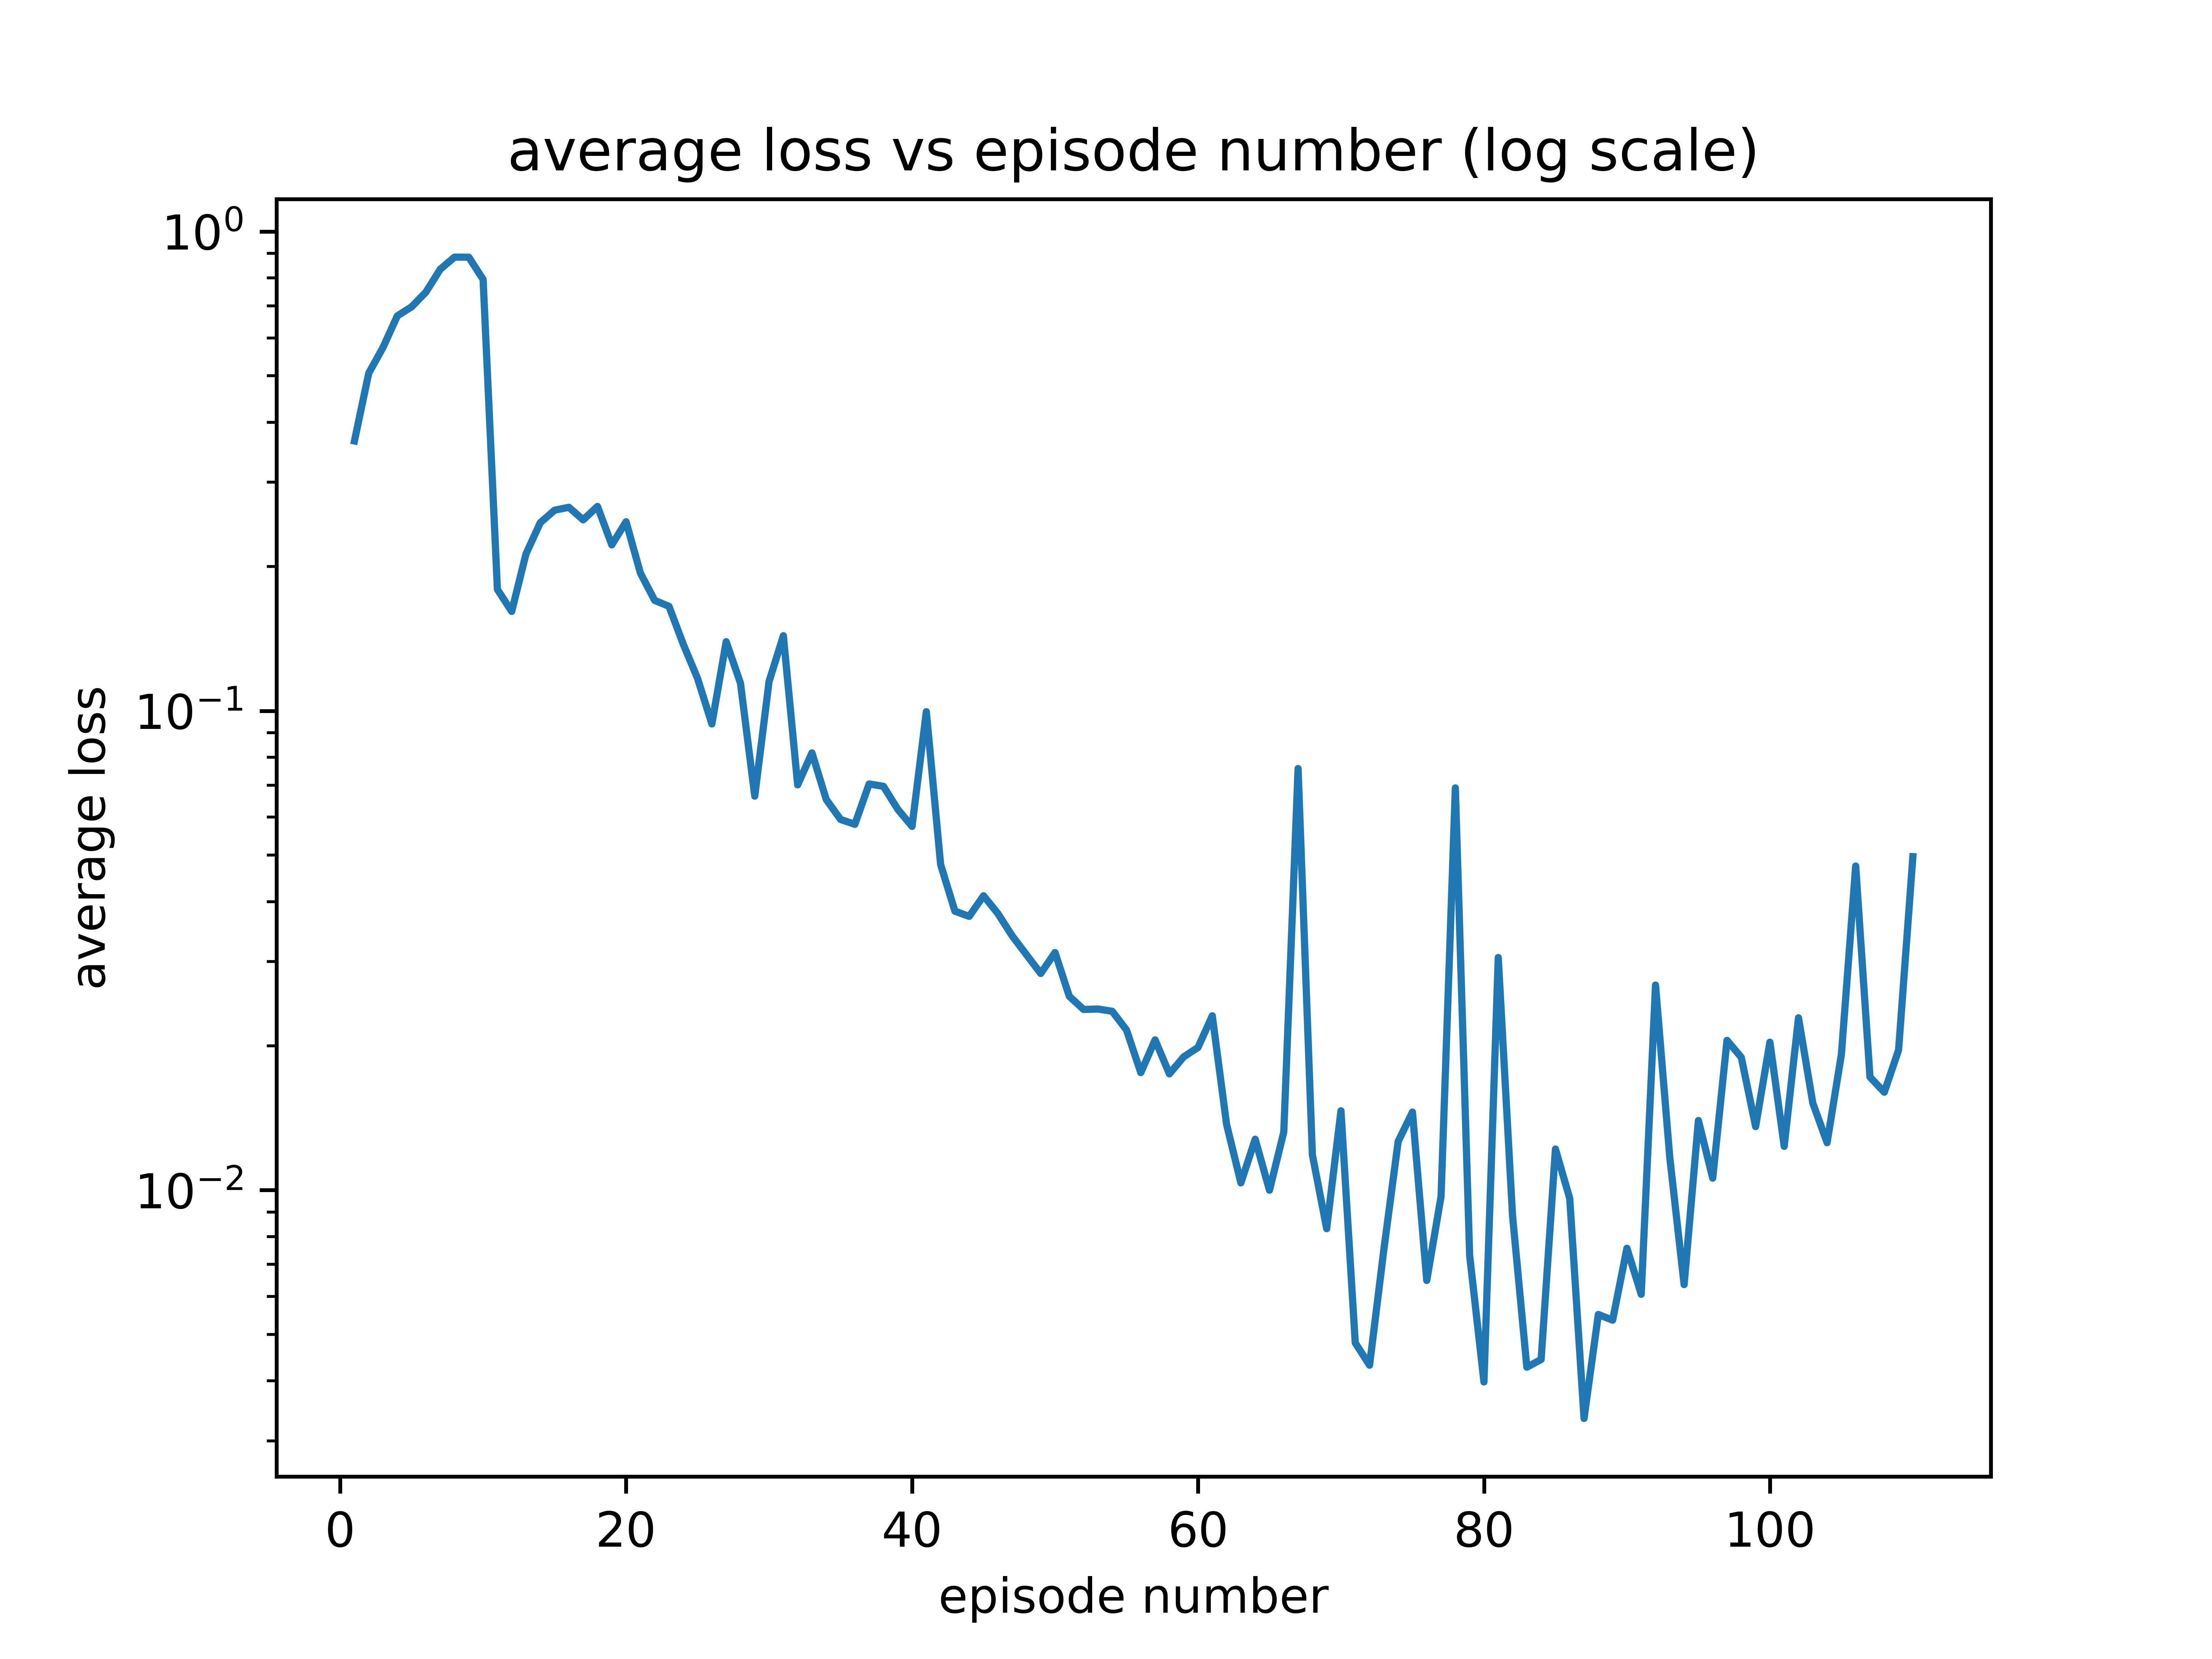 average loss vs episode number (log scale)
average loss
10⁰
10⁻¹
10⁻²
0 20 40 60 80 100
episode number